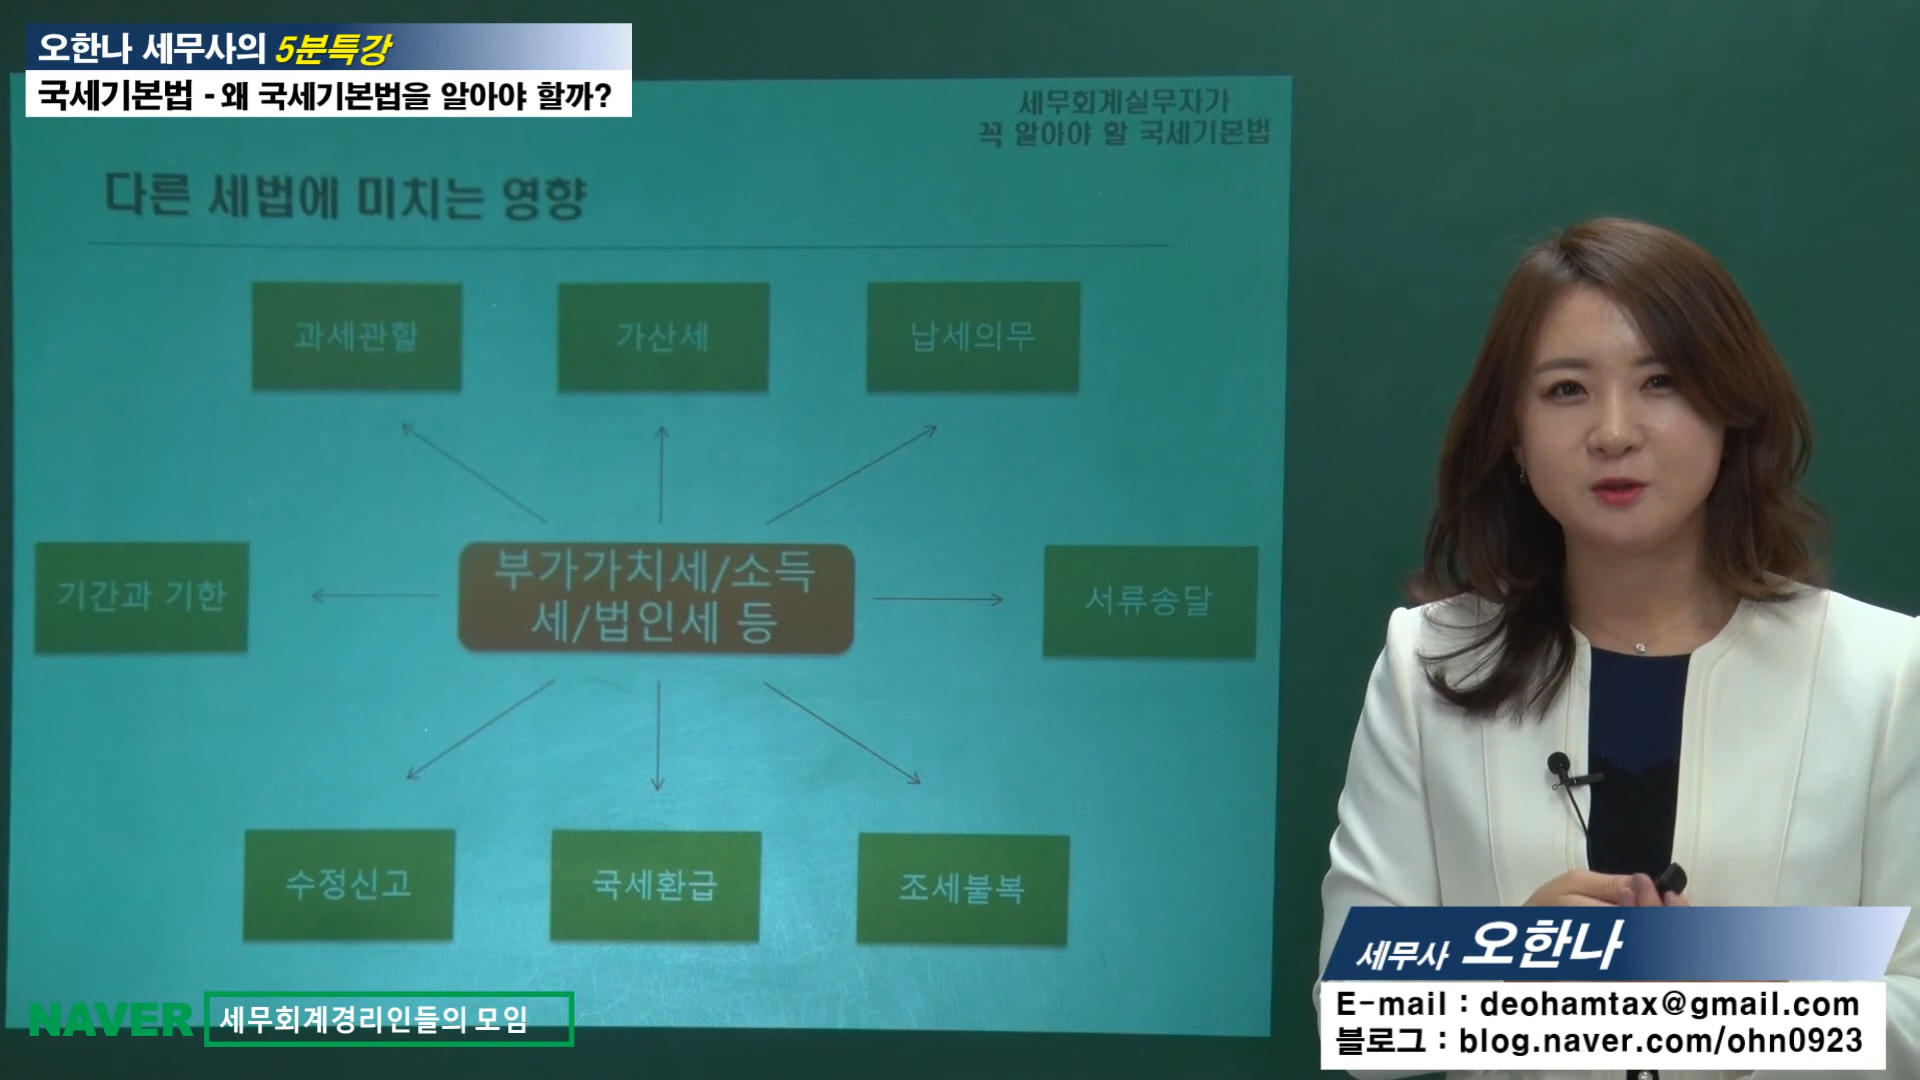 오한나 세무사의 5분특강
국세기본법 - 왜 국세기본법을 알아야 할까?
세무회계실무자가
꼭 알아야 할 국세기본법
다른 세법에 미치는 영향
과세관할
가산세
납세의무
기간과 기한
부가가치세/소득
세/법인세 등
서류송달
수정신고
국세환급
조세불복
세무사 오한나
E-mail : deohamtax@gmail.com
블로그 : blog.naver.com/ohn0923
NAVER 세무회계경리인들의 모임